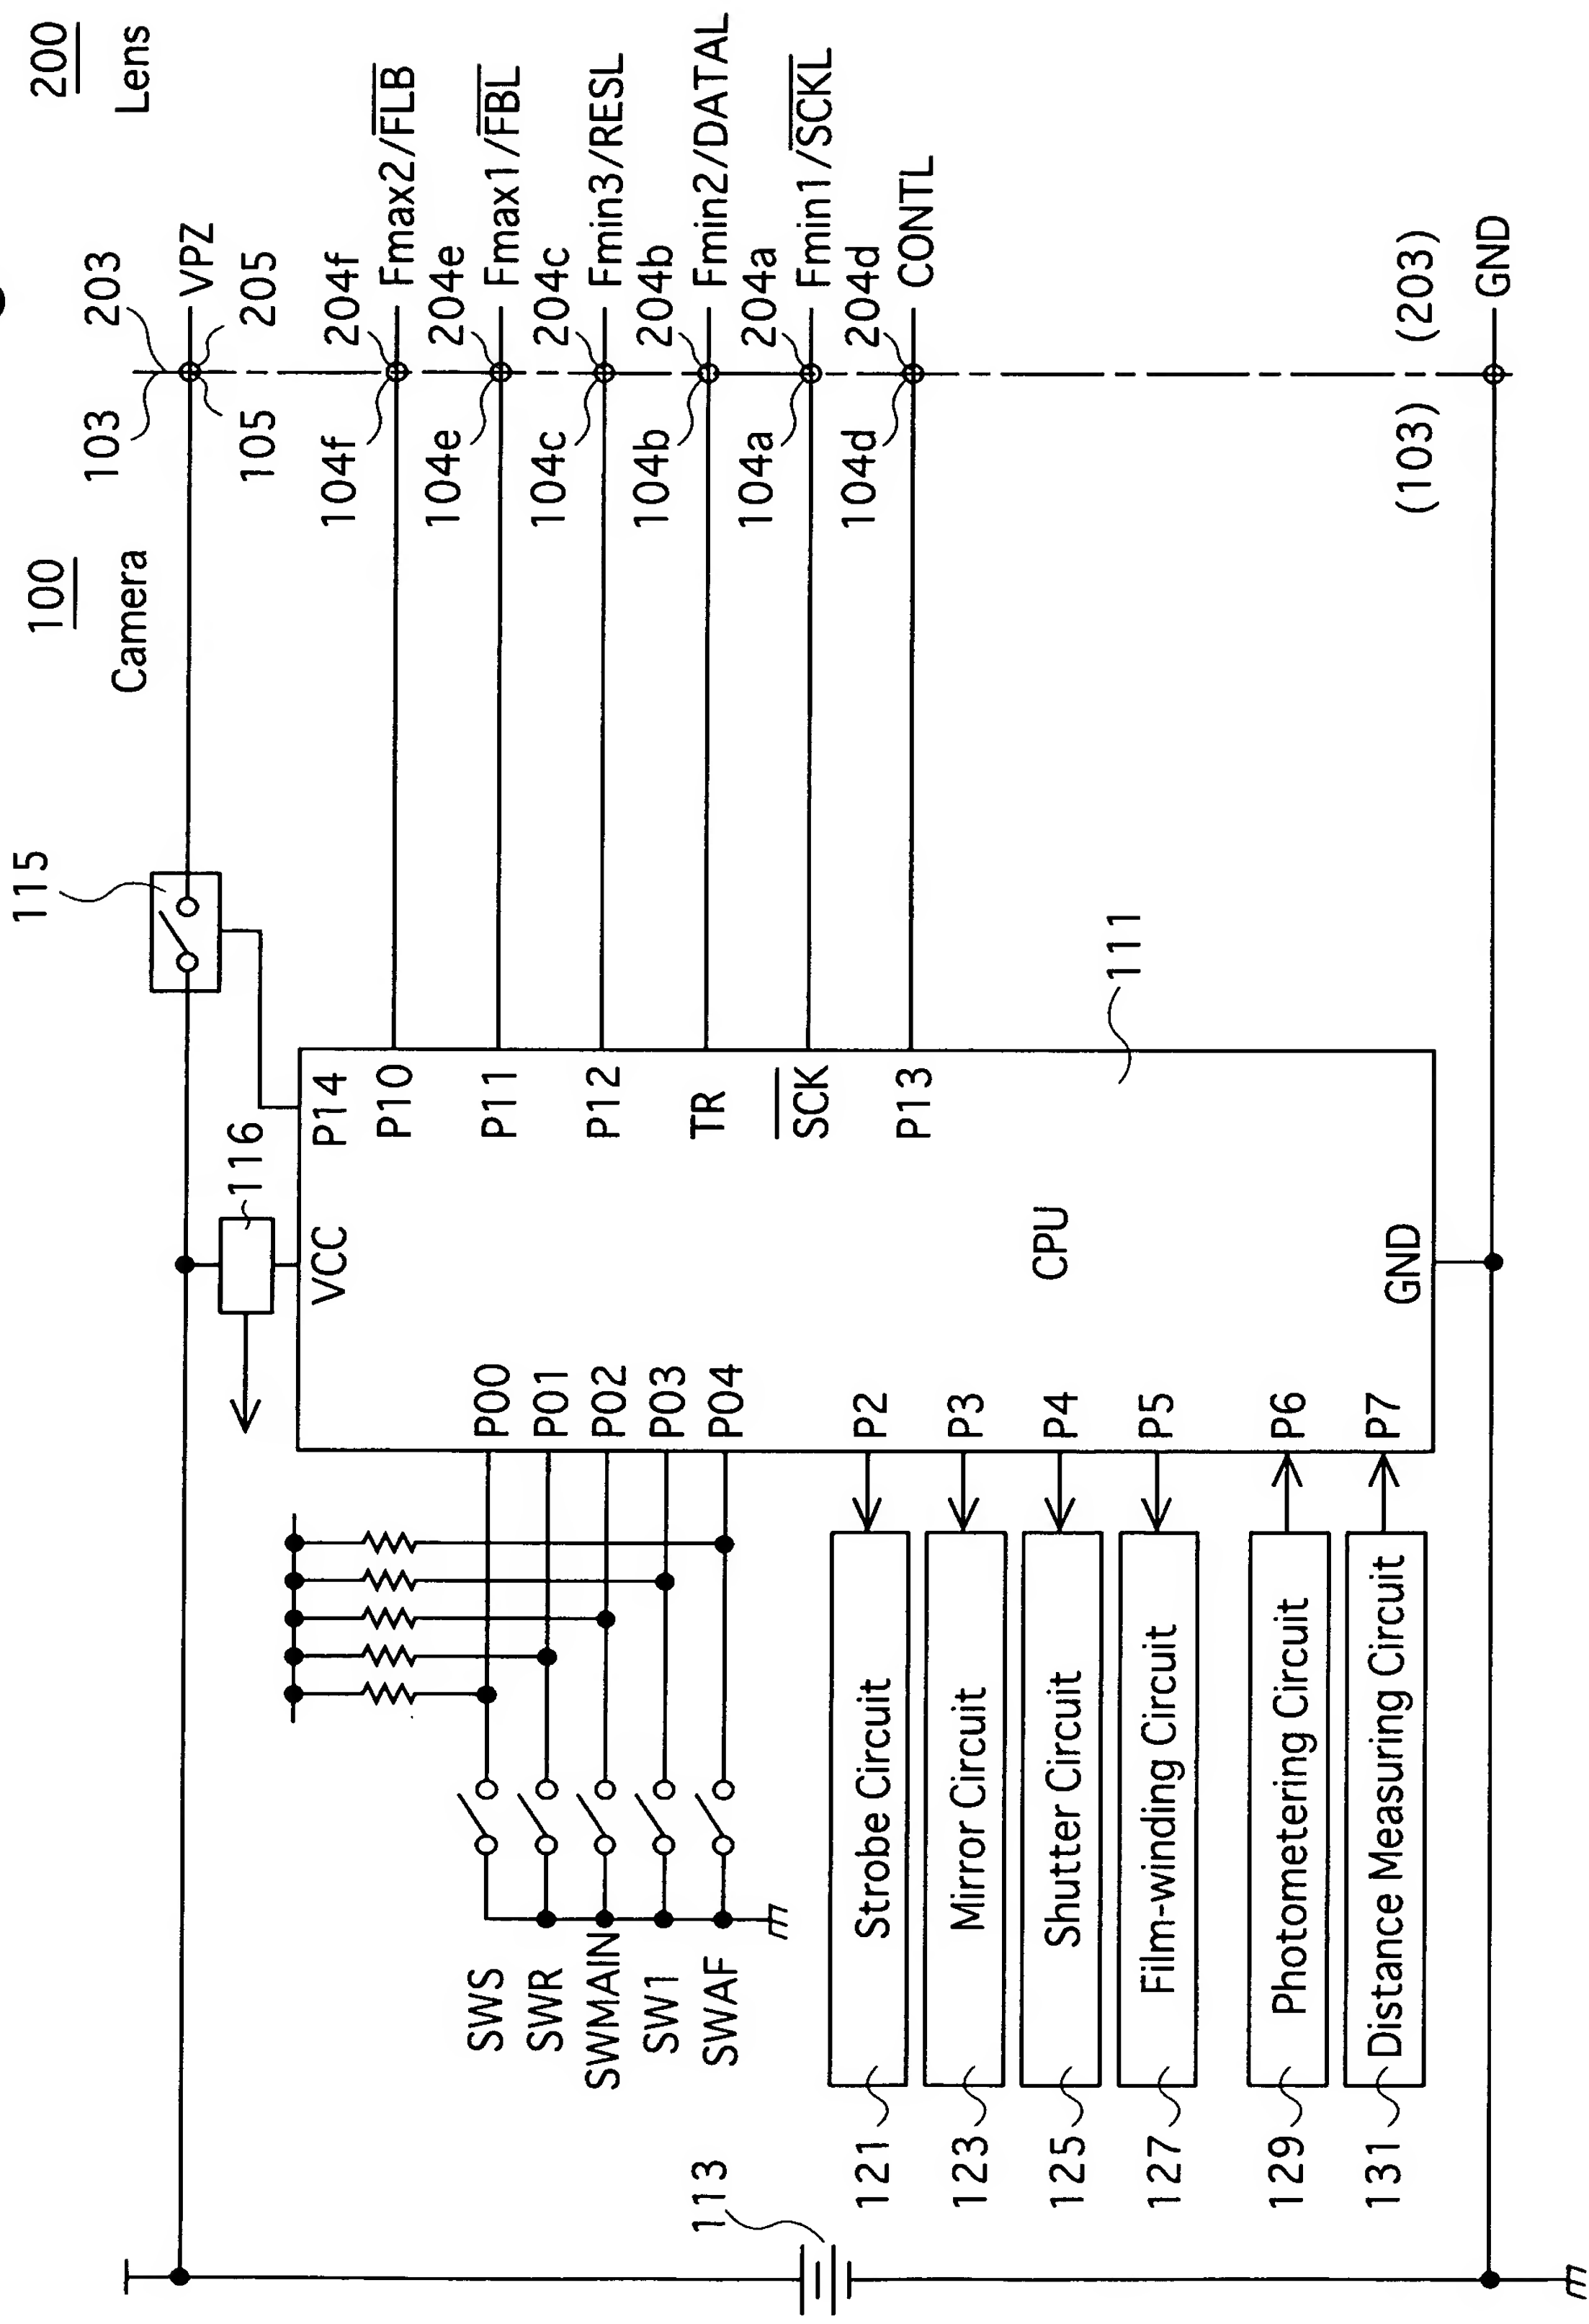 100
Camera
200
Lens
115
103
203
VPZ
105
205
116
VCC
P14
P10
104f
204f
Fmax2/FLB
P11
104e
204e
Fmax1/FBL
P12
104c
204c
Fmin3/RESL
TR
104b
204b
Fmin2/DATAL
SCK
104a
204a
Fmin1/SCKL
P13
104d
204d
CONTL
111
CPU
SWS
P00
SWR
P01
SWMAIN
P02
SW1
P03
SWAF
P04
113
121
Strobe Circuit
P2
123
Mirror Circuit
P3
125
Shutter Circuit
P4
127
Film-winding Circuit
P5
129
Photometering Circuit
P6
131
Distance Measuring Circuit
P7
GND
(103)
(203)
GND